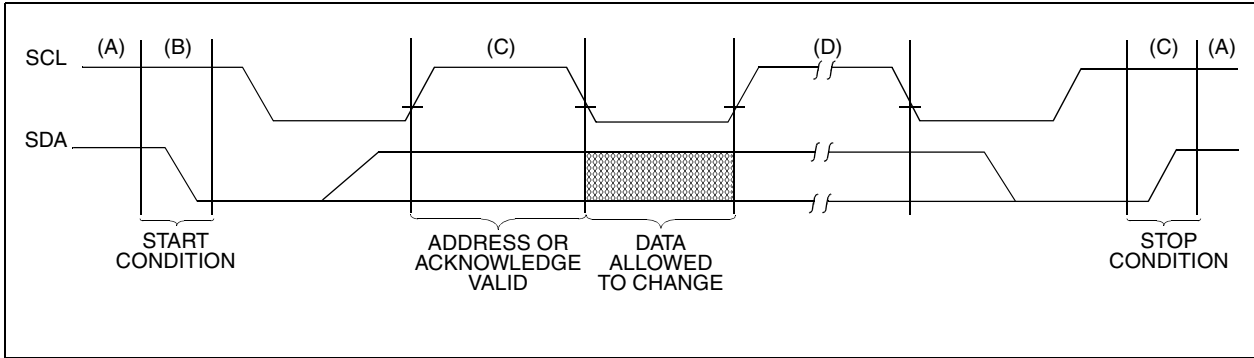 (A) (B) (C) (D) (C) (A)
SCL
SDA
START
CONDITION
ADDRESS OR
ACKNOWLEDGE
VALID
DATA
ALLOWED
TO CHANGE
STOP
CONDITION